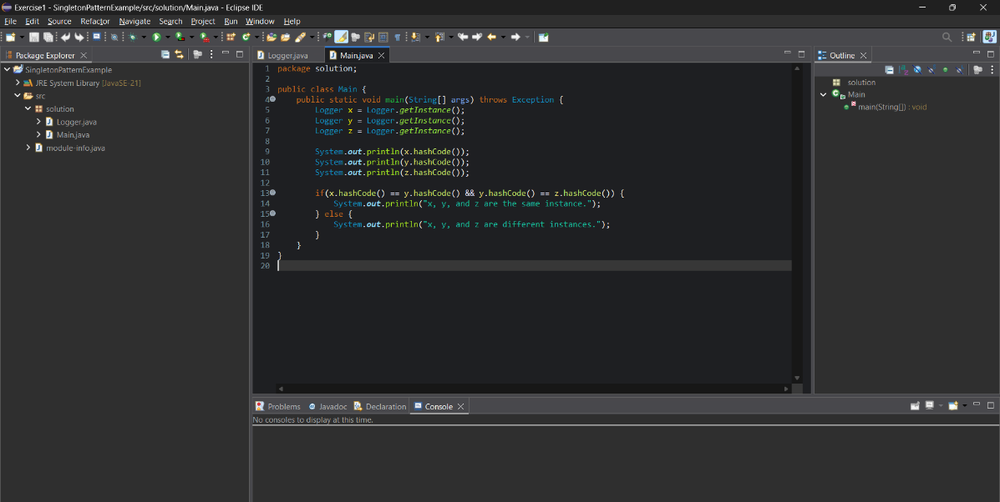 Exercise1 - SingletonPatternExample/src/solution/Main.java - Eclipse IDE
File Edit Source Refactor Navigate Search Project Run Window Help
Package Explorer
SingletonPatternExample
JRE System Library [JavaSE-21]
src
solution
Logger.java
Main.java
module-info.java
Logger.java Main.java
1 package solution;
2
3 public class Main {
4 public static void main(String[] args) throws Exception {
5 Logger x = Logger.getInstance();
6 Logger y = Logger.getInstance();
7 Logger z = Logger.getInstance();
8
9 System.out.println(x.hashCode());
10 System.out.println(y.hashCode());
11 System.out.println(z.hashCode());
12
13 if(x.hashCode() == y.hashCode() && y.hashCode() == z.hashCode()) {
14 System.out.println("x, y, and z are the same instance.");
15 } else {
16 System.out.println("x, y, and z are different instances.");
17 }
18 }
19 }
20
Outline
solution
Main
main(String[]) : void
Problems Javadoc Declaration Console
No consoles to display at this time.